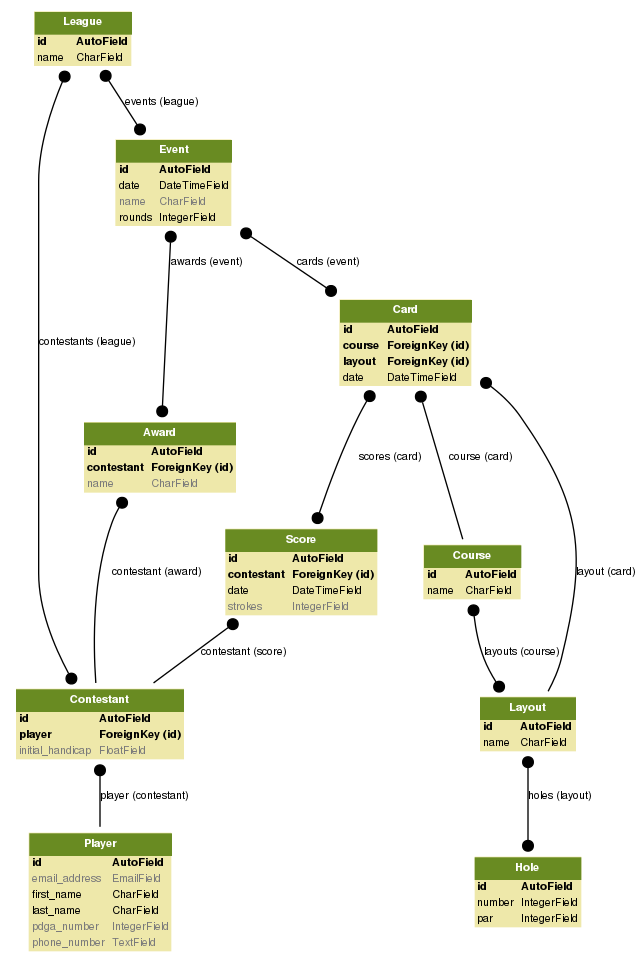 League
id AutoField
name CharField
events (league)
Event
id AutoField
date DateTimeField
name CharField
rounds IntegerField
awards (event)
cards (event)
Card
id AutoField
course ForeignKey (id)
layout ForeignKey (id)
date DateTimeField
contestants (league)
Award
id AutoField
contestant ForeignKey (id)
name CharField
scores (card)
course (card)
Score
id AutoField
contestant ForeignKey (id)
date DateTimeField
strokes IntegerField
Course
id AutoField
name CharField
contestant (award)
layout (card)
contestant (score)
layouts (course)
Contestant
id AutoField
player ForeignKey (id)
initial_handicap FloatField
Layout
id AutoField
name CharField
player (contestant)
holes (layout)
Player
id AutoField
email_address EmailField
first_name CharField
last_name CharField
pdga_number IntegerField
phone_number TextField
Hole
id AutoField
number IntegerField
par IntegerField